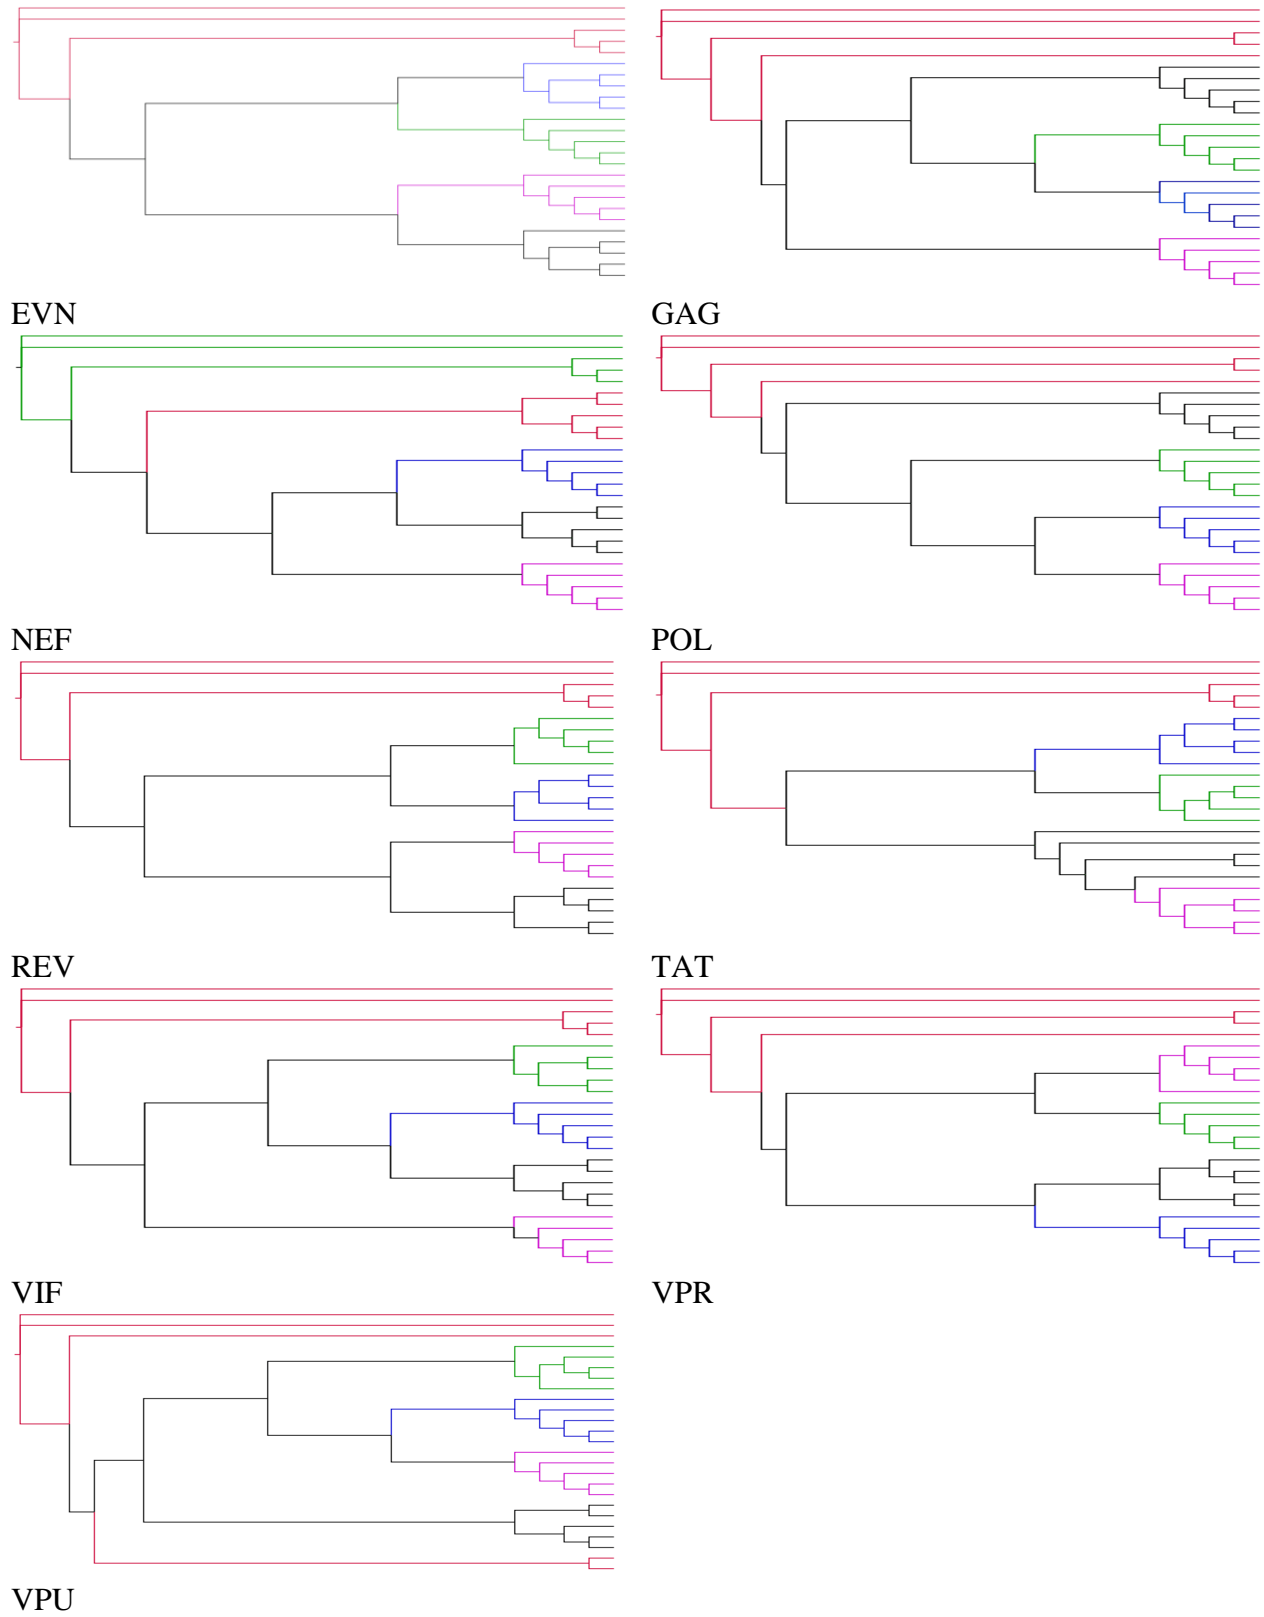 EVN
GAG
NEF
POL
REV
TAT
VIF
VPR
VPU